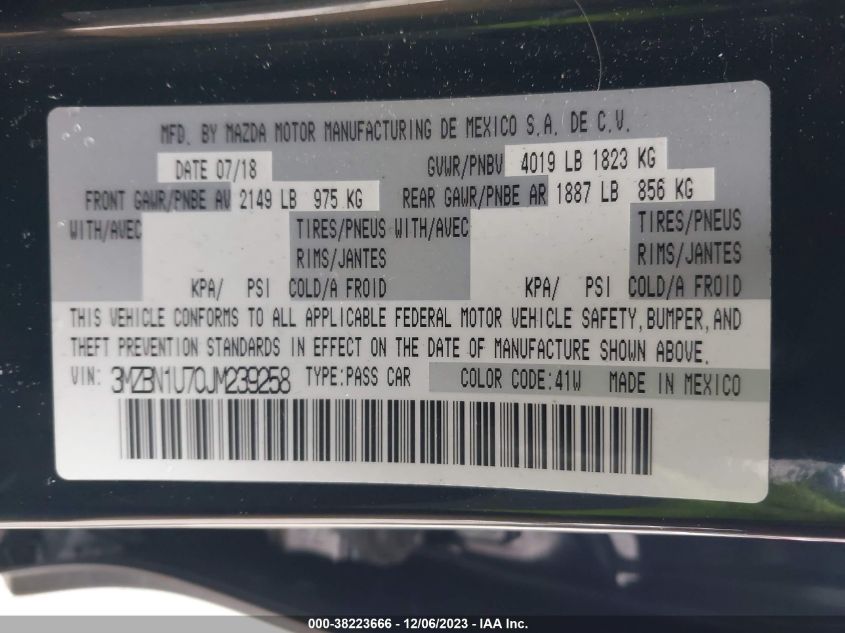 MFD. BY MAZDA MOTOR MANUFACTURING DE MEXICO S.A. DE C.V.
DATE 07/18 GVWR/PNBV 4019 LB 1823 KG
FRONT GAWR/PNBE AV 2149 LB 975 KG REAR GAWR/PNBE AR 1887 LB 856 KG
WITH/AVEC TIRES/PNEUS WITH/AVEC TIRES/PNEUS
RIMS/JANTES RIMS/JANTES
KPA/ PSI COLD/A FROID KPA/ PSI COLD/A FROID
THIS VEHICLE CONFORMS TO ALL APPLICABLE FEDERAL MOTOR VEHICLE SAFETY, BUMPER, AND
THEFT PREVENTION STANDARDS IN EFFECT ON THE DATE OF MANUFACTURE SHOWN ABOVE.
VIN: 3MZBN1U70JM239258 TYPE:PASS CAR COLOR CODE:41W MADE IN MEXICO
000-38223666 - 12/06/2023 - IAA Inc.